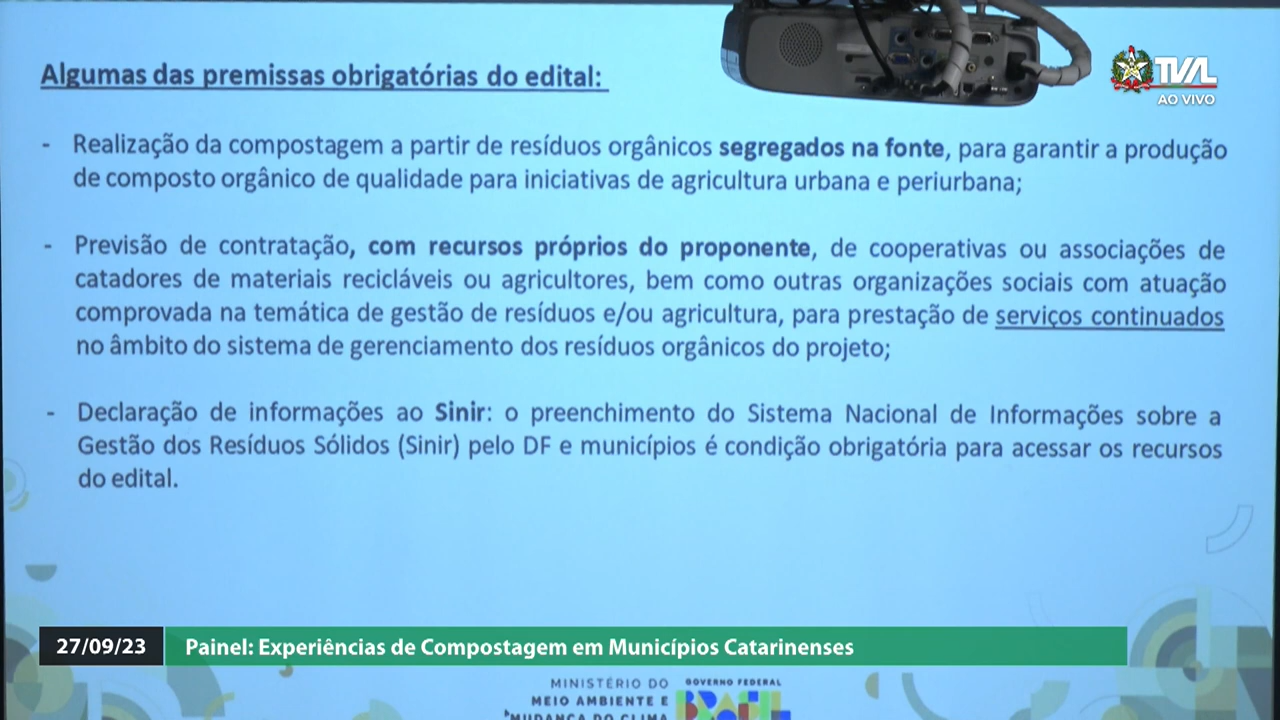 TVAL
AO VIVO
Algumas das premissas obrigatórias do edital:
- Realização da compostagem a partir de resíduos orgânicos segregados na fonte, para garantir a produção
de composto orgânico de qualidade para iniciativas de agricultura urbana e periurbana;
- Previsão de contratação, com recursos próprios do proponente, de cooperativas ou associações de
catadores de materiais recicláveis ou agricultores, bem como outras organizações sociais com atuação
comprovada na temática de gestão de resíduos e/ou agricultura, para prestação de serviços continuados
no âmbito do sistema de gerenciamento dos resíduos orgânicos do projeto;
- Declaração de informações ao Sinir: o preenchimento do Sistema Nacional de Informações sobre a
Gestão dos Resíduos Sólidos (Sinir) pelo DF e municípios é condição obrigatória para acessar os recursos
do edital.
27/09/23 Painel: Experiências de Compostagem em Municípios Catarinenses
MINISTÉRIO DO
MEIO AMBIENTE E
MUDANÇA DO CLIMA
GOVERNO FEDERAL
BRASIL